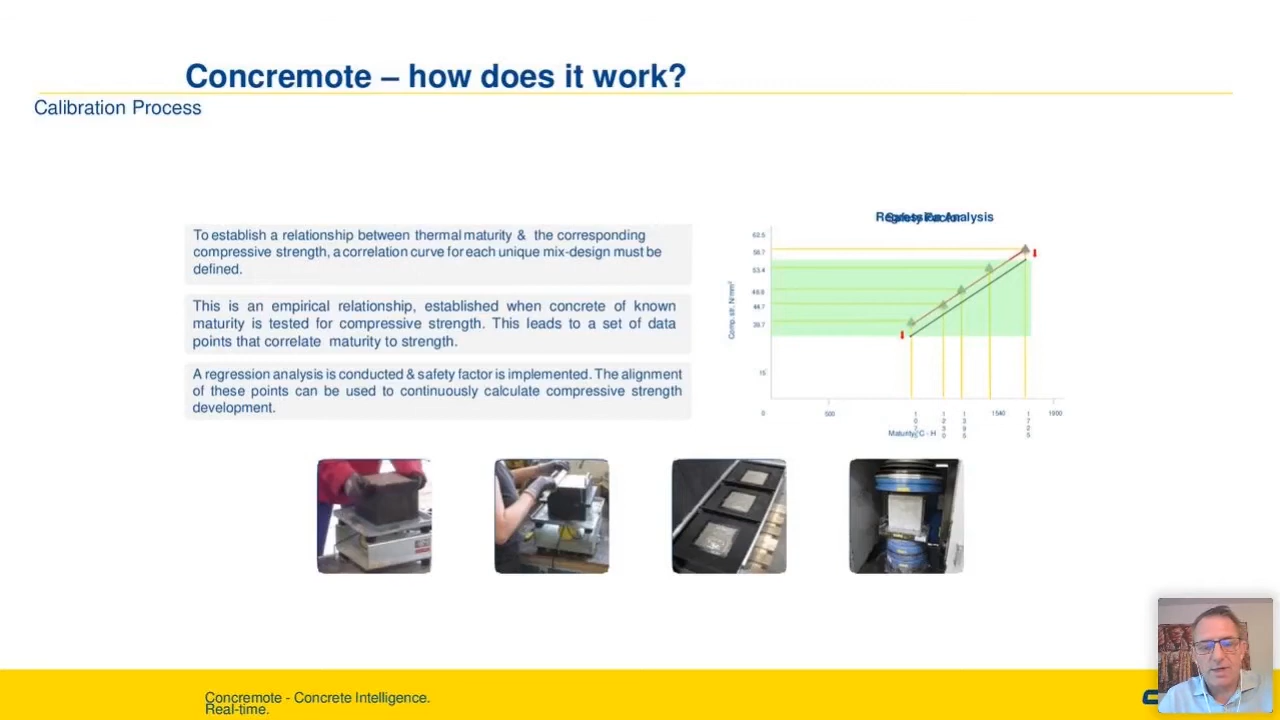 Concremote – how does it work?
Calibration Process
To establish a relationship between thermal maturity & the corresponding
compressive strength, a correlation curve for each unique mix-design must be
defined.
This is an empirical relationship, established when concrete of known
maturity is tested for compressive strength. This leads to a set of data
points that correlate maturity to strength.
A regression analysis is conducted & safety factor is implemented. The alignment
of these points can be used to continuously calculate compressive strength
development.
Regression Analysis
Safety Factor
Comp. str. N/mm²
62.5
58.7
53.4
44.7
39.7
15
0
500
1230
1395
1540
1725
1900
Maturity °C - H
Concremote - Concrete Intelligence.
Real-time.